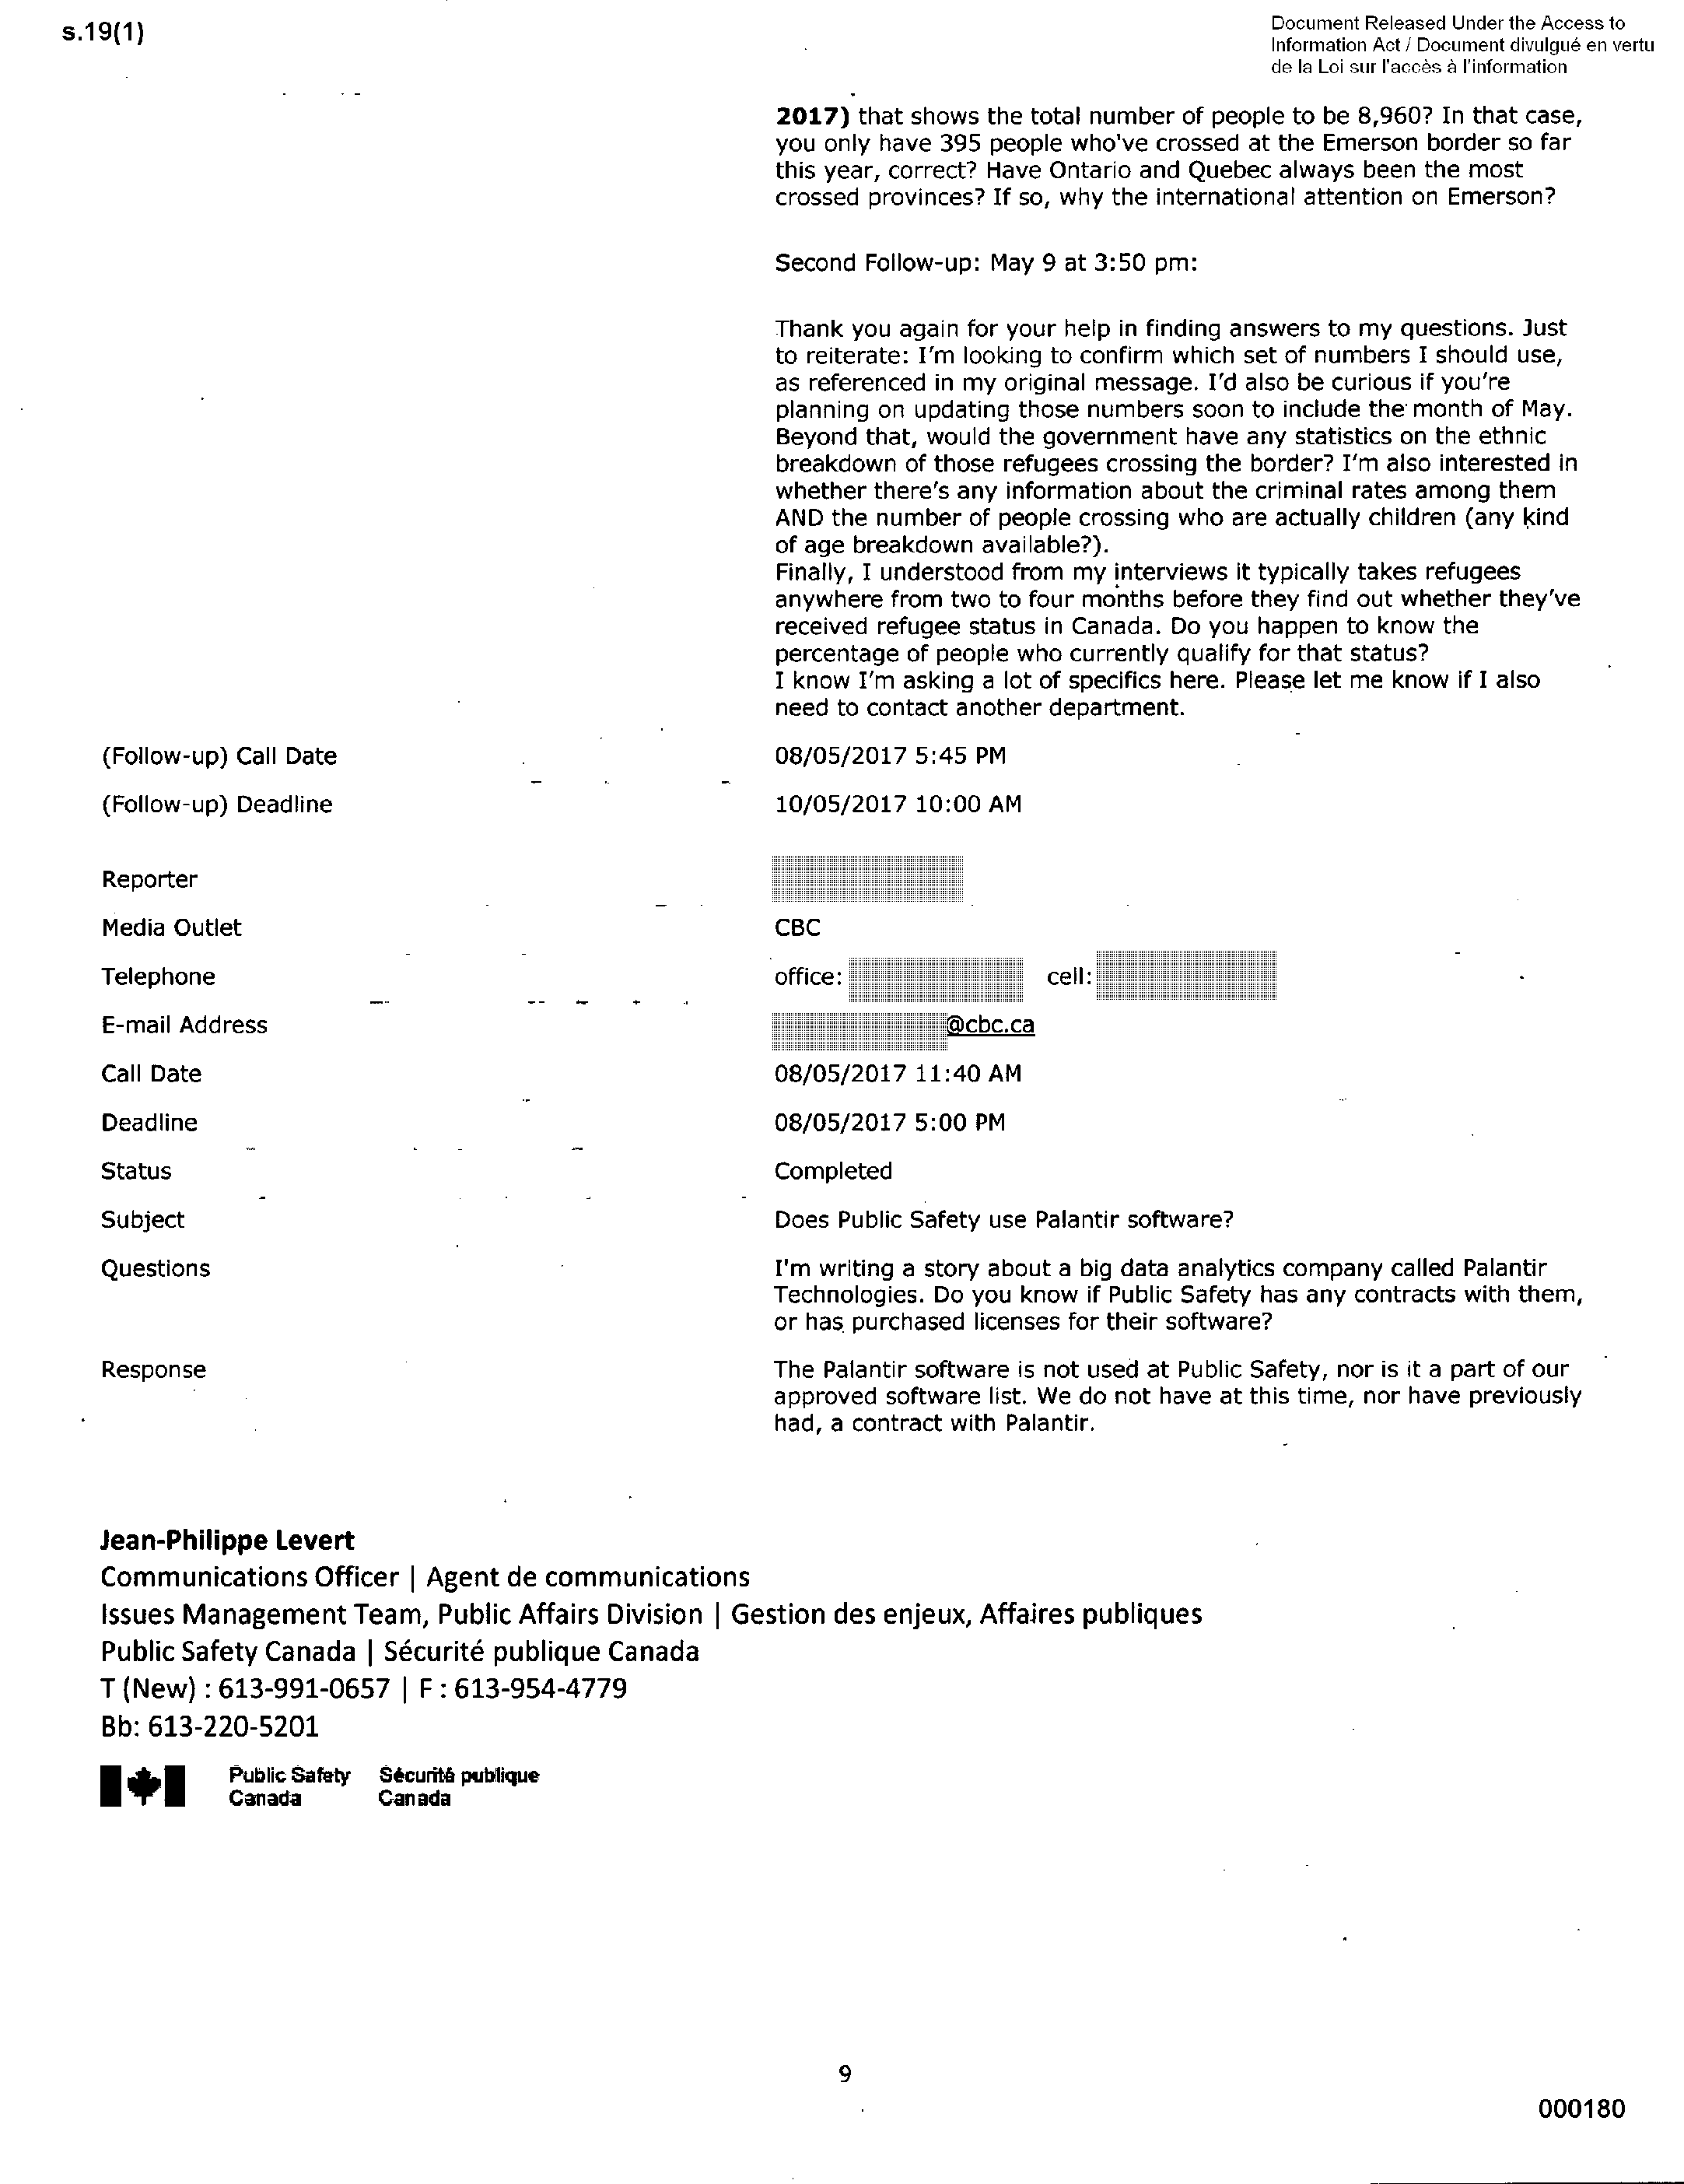 s.19(1)
Document Released Under the Access to
Information Act / Document divulgué en vertu
de la Loi sur l'accès à l'information
2017) that shows the total number of people to be 8,960? In that case,
you only have 395 people who've crossed at the Emerson border so far
this year, correct? Have Ontario and Quebec always been the most
crossed provinces? If so, why the international attention on Emerson?
Second Follow-up: May 9 at 3:50 pm:
Thank you again for your help in finding answers to my questions. Just
to reiterate: I'm looking to confirm which set of numbers I should use,
as referenced in my original message. I'd also be curious if you're
planning on updating those numbers soon to include the month of May.
Beyond that, would the government have any statistics on the ethnic
breakdown of those refugees crossing the border? I'm also interested in
whether there's any information about the criminal rates among them
AND the number of people crossing who are actually children (any kind
of age breakdown available?).
Finally, I understood from my interviews it typically takes refugees
anywhere from two to four months before they find out whether they've
received refugee status in Canada. Do you happen to know the
percentage of people who currently qualify for that status?
I know I'm asking a lot of specifics here. Please let me know if I also
need to contact another department.
(Follow-up) Call Date 08/05/2017 5:45 PM
(Follow-up) Deadline 10/05/2017 10:00 AM
Reporter
Media Outlet CBC
Telephone office: cell:
E-mail Address @cbc.ca
Call Date 08/05/2017 11:40 AM
Deadline 08/05/2017 5:00 PM
Status Completed
Subject Does Public Safety use Palantir software?
Questions I'm writing a story about a big data analytics company called Palantir
Technologies. Do you know if Public Safety has any contracts with them,
or has purchased licenses for their software?
Response The Palantir software is not used at Public Safety, nor is it a part of our
approved software list. We do not have at this time, nor have previously
had, a contract with Palantir.
Jean-Philippe Levert
Communications Officer | Agent de communications
Issues Management Team, Public Affairs Division | Gestion des enjeux, Affaires publiques
Public Safety Canada | Sécurité publique Canada
T (New) : 613-991-0657 | F : 613-954-4779
Bb: 613-220-5201
Public Safety Sécurité publique
Canada Canada
9
000180